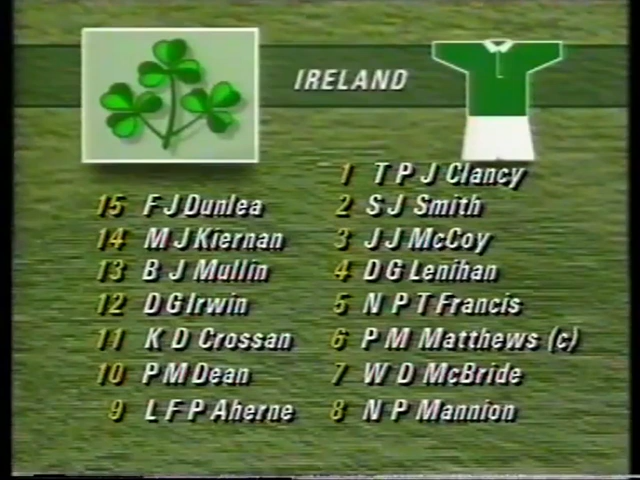 IRELAND
15 F J Dunlea
14 M J Kiernan
13 B J Mullin
12 D G Irwin
11 K D Crossan
10 P M Dean
9 L F P Aherne
1 T P J Clancy
2 S J Smith
3 J J McCoy
4 D G Lenihan
5 N P T Francis
6 P M Matthews (c)
7 W D McBride
8 N P Mannion